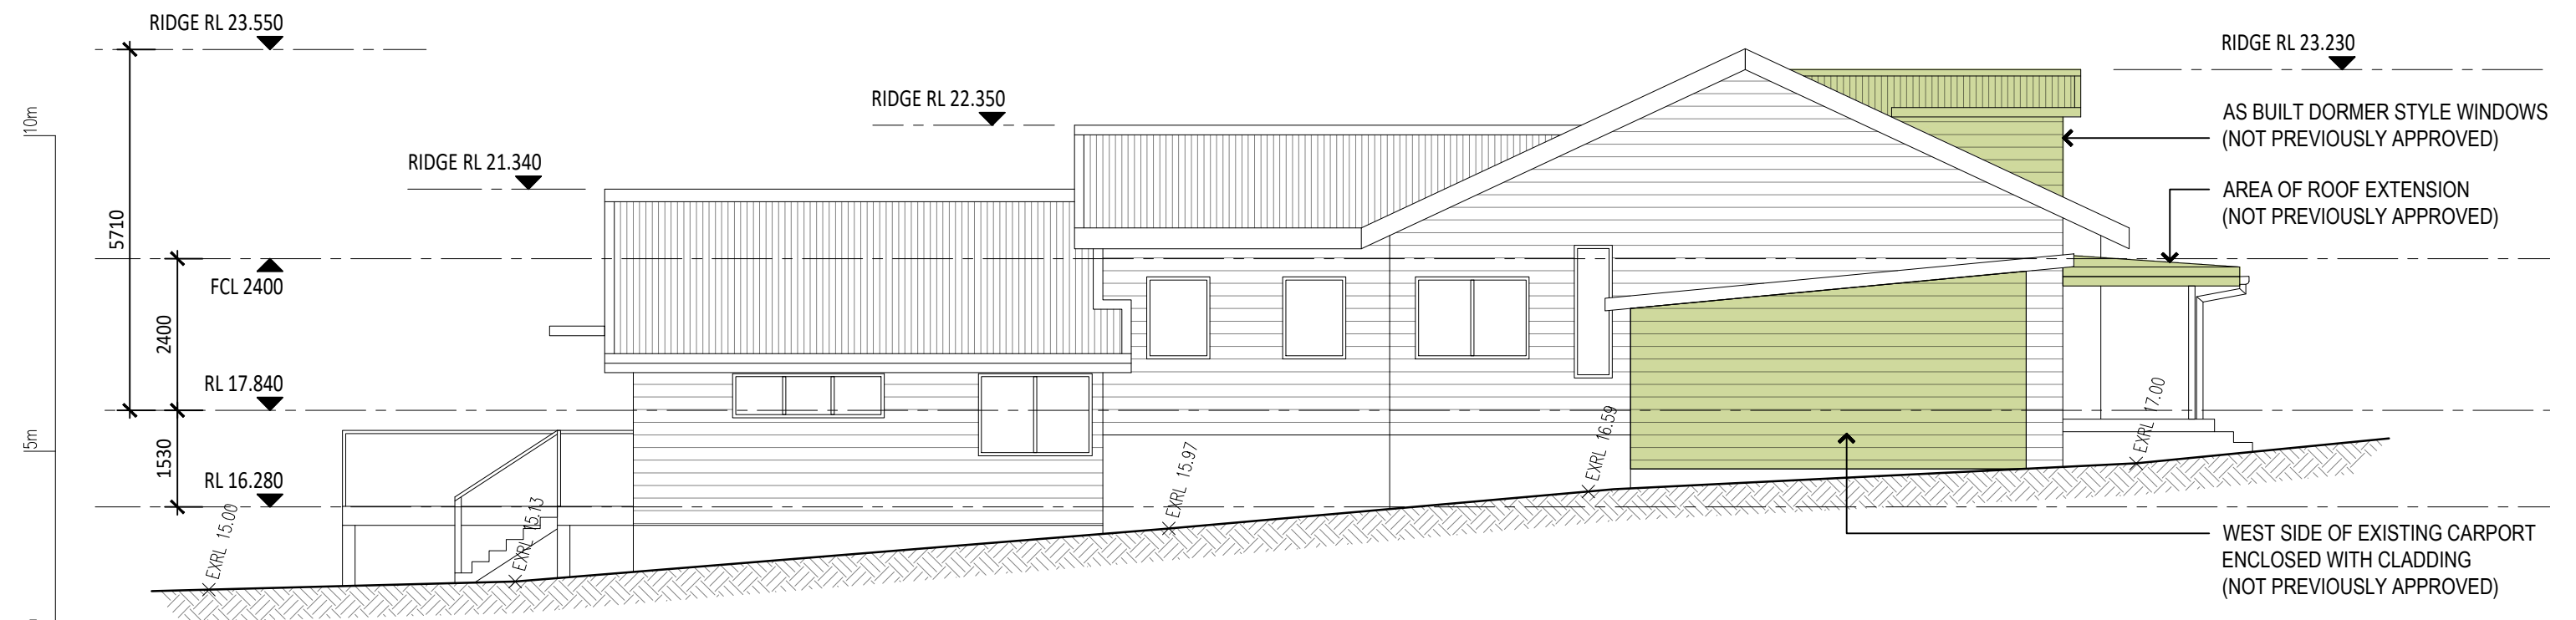 RIDGE RL 23.550
RIDGE RL 23.230
RIDGE RL 22.350
AS BUILT DORMER STYLE WINDOWS
(NOT PREVIOUSLY APPROVED)
10m
RIDGE RL 21.340
AREA OF ROOF EXTENSION
(NOT PREVIOUSLY APPROVED)
5710
FCL 2400
2400
RL 17.840
5m
1530
RL 16.280
EXRL 15.00
EXRL 15.13
EXRL 15.97
EXRL 16.59
EXRL 17.00
WEST SIDE OF EXISTING CARPORT
ENCLOSED WITH CLADDING
(NOT PREVIOUSLY APPROVED)